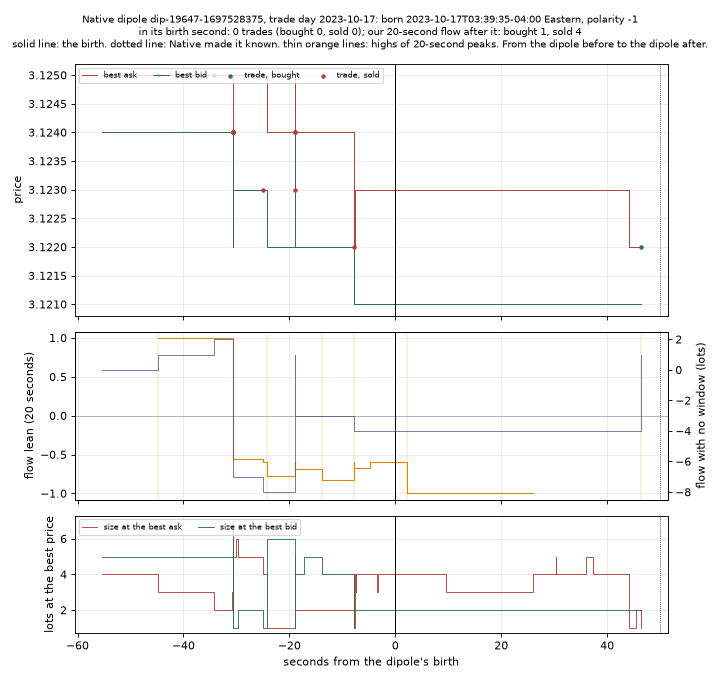 Native dipole dip-19647-1697528375, trade day 2023-10-17: born 2023-10-17T03:39:35-04:00 Eastern, polarity -1
in its birth second: 0 trades (bought 0, sold 0); our 20-second flow after it: bought 1, sold 4
solid line: the birth. dotted line: Native made it known. thin orange lines: highs of 20-second peaks. From the dipole before to the dipole after.
best ask best bid trade, bought trade, sold
3.1250
3.1245
3.1240
3.1235
3.1230
3.1225
3.1220
3.1215
3.1210
price
1.0
0.5
0.0
−0.5
−1.0
flow lean (20 seconds)
2
0
−2
−4
−6
−8
flow with no window (lots)
size at the best ask size at the best bid
6
4
2
lots at the best price
−60 −40 −20 0 20 40
seconds from the dipole's birth